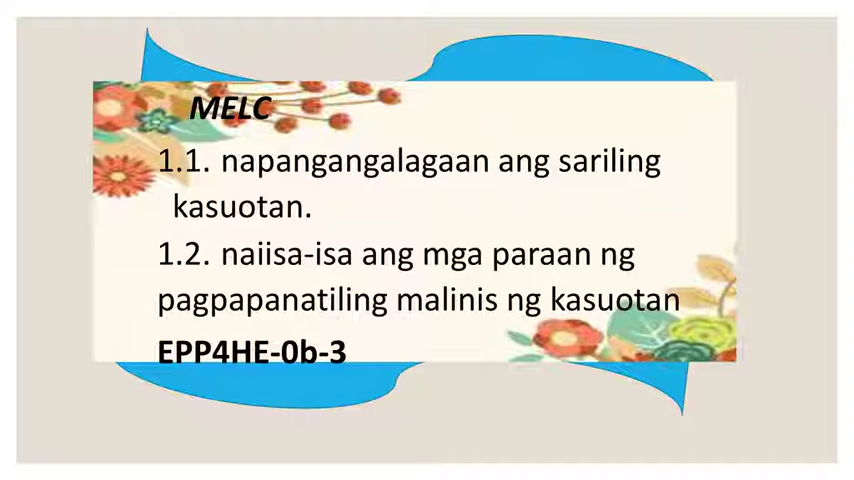 MELC
1.1. napangangalagaan ang sariling
kasuotan.
1.2. naiisa-isa ang mga paraan ng
pagpapanatiling malinis ng kasuotan
EPP4HE-0b-3